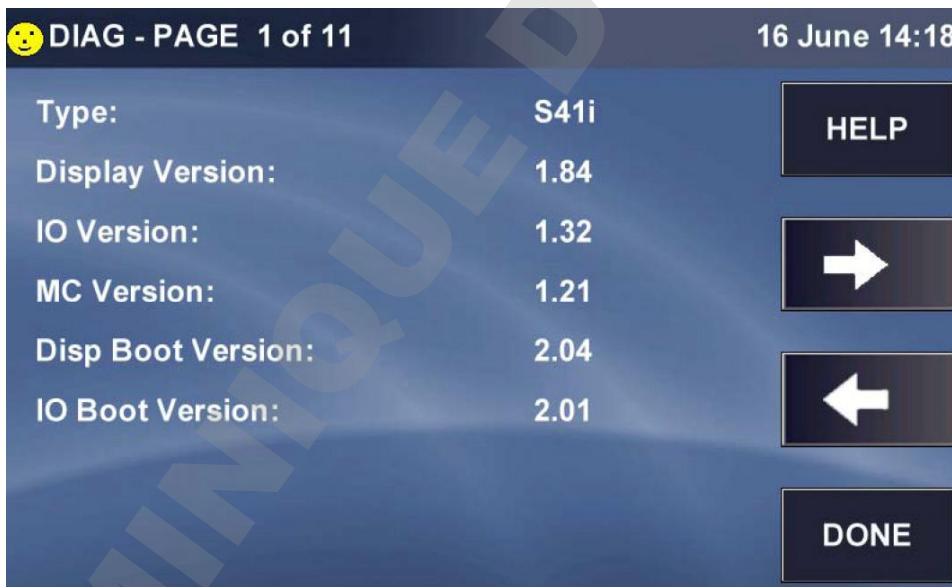 DIAG - PAGE 1 of 11
16 June 14:18
Type: S41i
Display Version: 1.84
IO Version: 1.32
MC Version: 1.21
Disp Boot Version: 2.04
IO Boot Version: 2.01
HELP
DONE
MINIQUE D